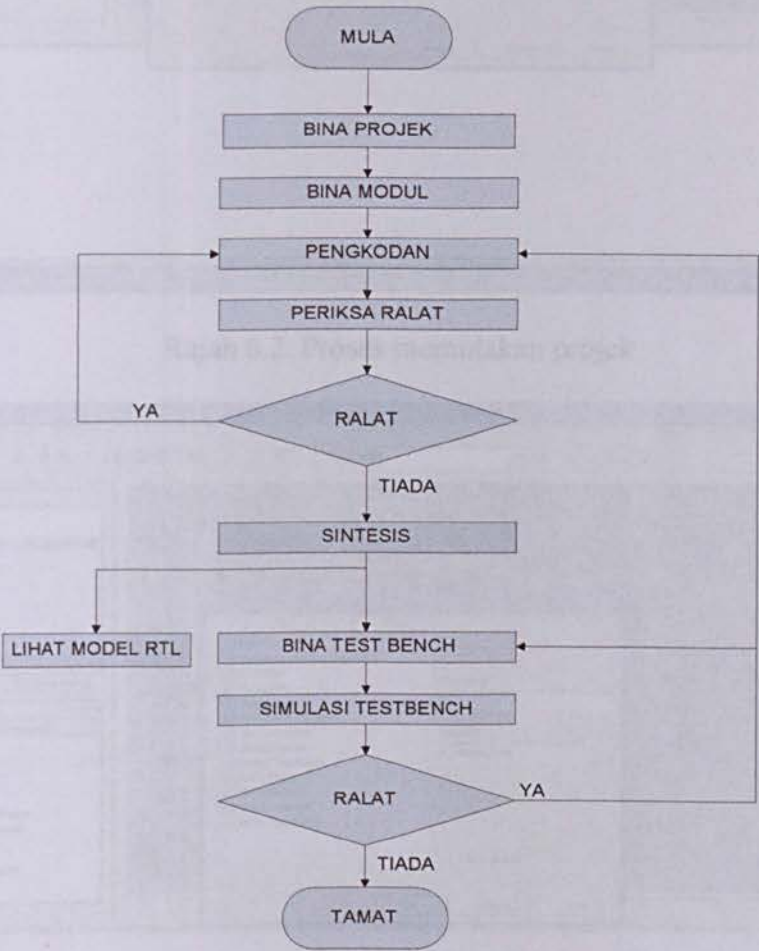 MULA
BINA PROJEK
BINA MODUL
PENGKODAN
PERIKSA RALAT
RALAT
YA
TIADA
SINTESIS
LIHAT MODEL RTL
BINA TEST BENCH
SIMULASI TESTBENCH
RALAT
YA
TIADA
TAMAT